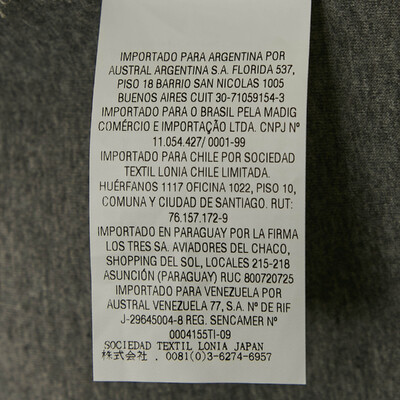 IMPORTADO PARA ARGENTINA POR
AUSTRAL ARGENTINA S.A. FLORIDA 537,
PISO 18 BARRIO SAN NICOLAS 1005
BUENOS AIRES CUIT 30-71059154-3
IMPORTADO PARA O BRASIL PELA MADIG
COMÉRCIO E IMPORTAÇÃO LTDA. CNPJ Nº
11.054.427/ 0001-99
IMPORTADO PARA CHILE POR SOCIEDAD
TEXTIL LONIA CHILE LIMITADA.
HUÉRFANOS 1117 OFICINA 1022, PISO 10,
COMUNA Y CIUDAD DE SANTIAGO. RUT:
76.157.172-9
IMPORTADO EN PARAGUAY POR LA FIRMA
LOS TRES SA. AVIADORES DEL CHACO,
SHOPPING DEL SOL, LOCALES 215-218
ASUNCIÓN (PARAGUAY) RUC 800720725
IMPORTADO PARA VENEZUELA POR
AUSTRAL VENEZUELA 77, S.A. Nº DE RIF
J-29645004-8 REG. SENCAMER Nº
0004155TI-09
SOCIEDAD TEXTIL LONIA JAPAN
株式会社 . 0081(0)3-6274-6957